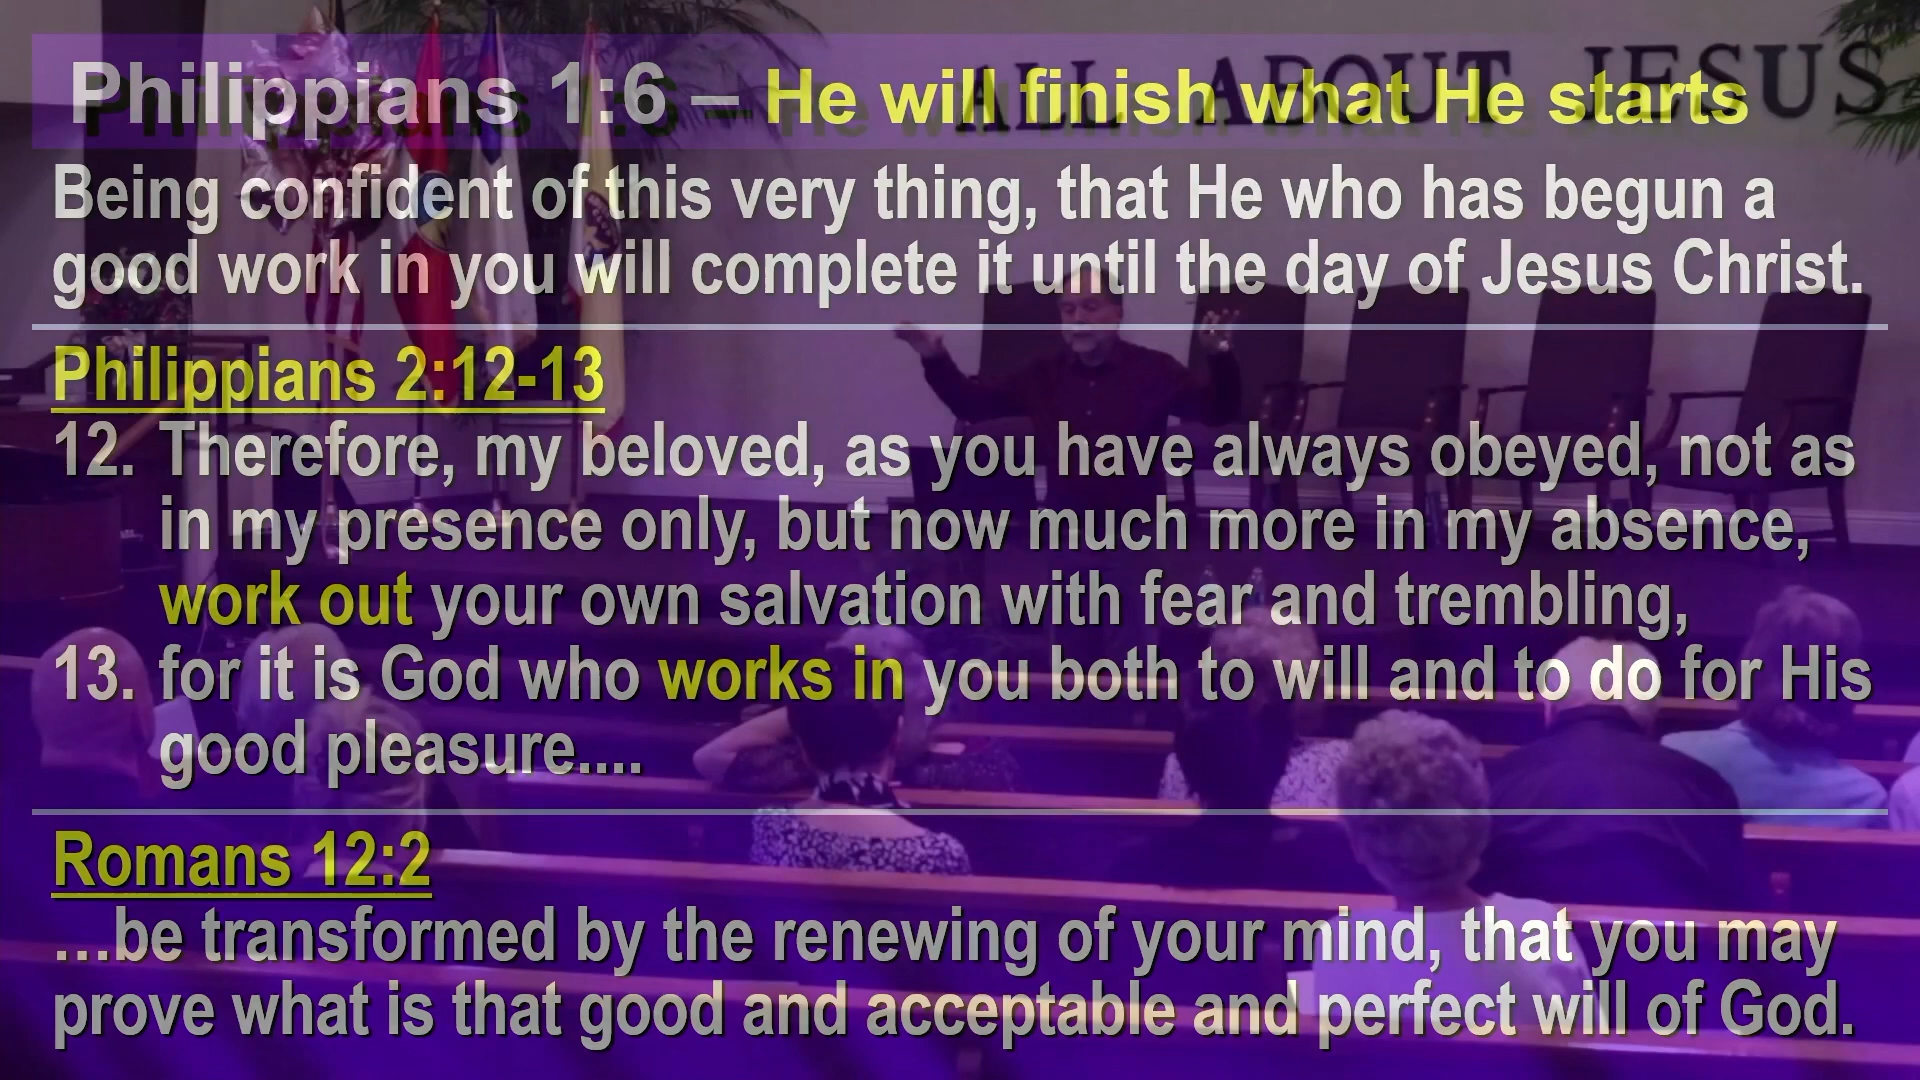 ALL ABOUT JESUS
Philippians 1:6 – He will finish what He starts
Being confident of this very thing, that He who has begun a
good work in you will complete it until the day of Jesus Christ.
Philippians 2:12-13
12. Therefore, my beloved, as you have always obeyed, not as
in my presence only, but now much more in my absence,
work out your own salvation with fear and trembling,
13. for it is God who works in you both to will and to do for His
good pleasure....
Romans 12:2
…be transformed by the renewing of your mind, that you may
prove what is that good and acceptable and perfect will of God.